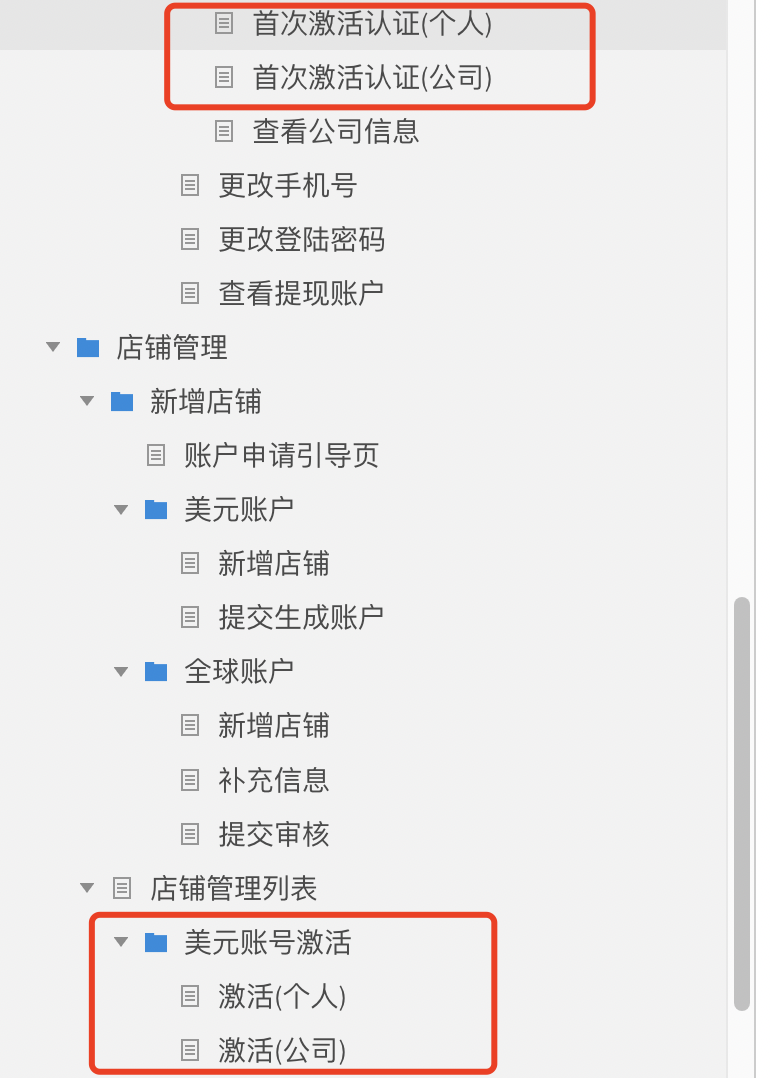 首次激活认证(个人)
首次激活认证(公司)
查看公司信息
更改手机号
更改登陆密码
查看提现账户
店铺管理
新增店铺
账户申请引导页
美元账户
新增店铺
提交生成账户
全球账户
新增店铺
补充信息
提交审核
店铺管理列表
美元账号激活
激活(个人)
激活(公司)